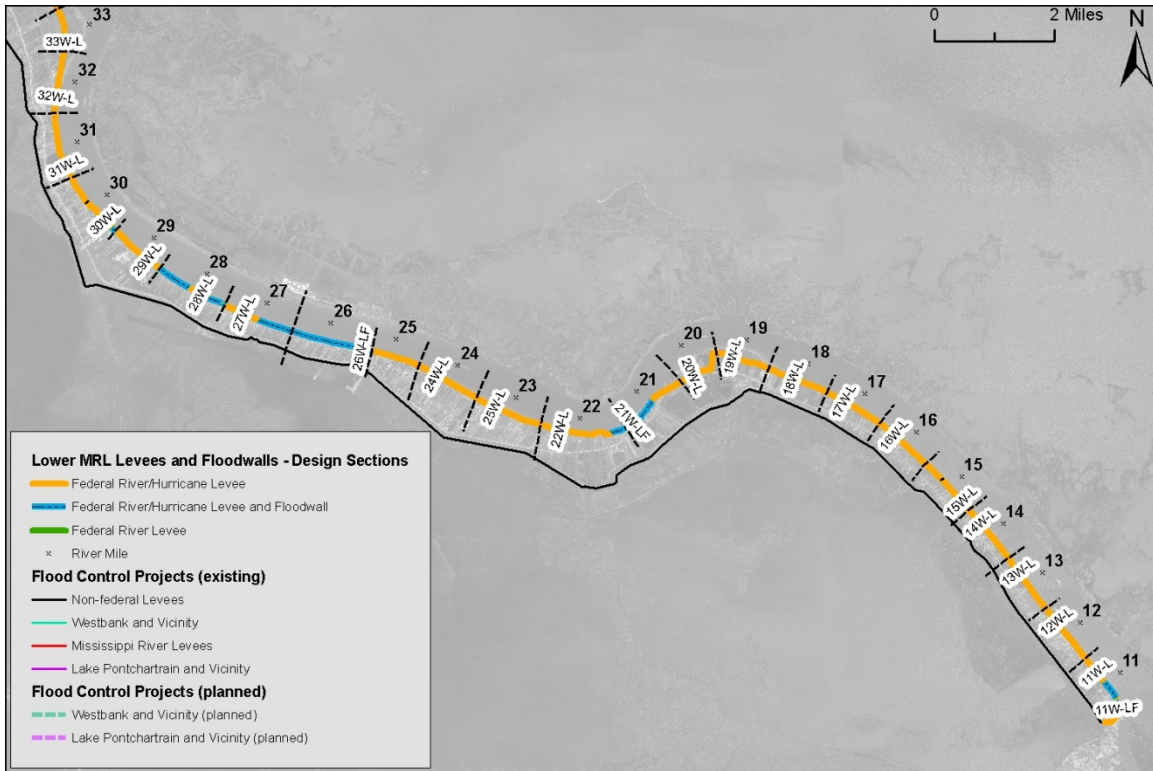 33
0 2 Miles
N
33W-L
32
32W-L
31
31W-L
30
30W-L
29
29W-L
28
28W-L
27
27W-L
26
26W-LF
25
24
24W-L
23
25W-L
22
22W-L
21
21W-LF
20
20W-L
19
19W-L
18
18W-L
17
17W-L
16
16W-L
15
15W-L
14
14W-L
13
13W-L
12
12W-L
11
11W-L
11W-LF
Lower MRL Levees and Floodwalls - Design Sections
Federal River/Hurricane Levee
Federal River/Hurricane Levee and Floodwall
Federal River Levee
River Mile
Flood Control Projects (existing)
Non-federal Levees
Westbank and Vicinity
Mississippi River Levees
Lake Pontchartrain and Vicinity
Flood Control Projects (planned)
Westbank and Vicinity (planned)
Lake Pontchartrain and Vicinity (planned)